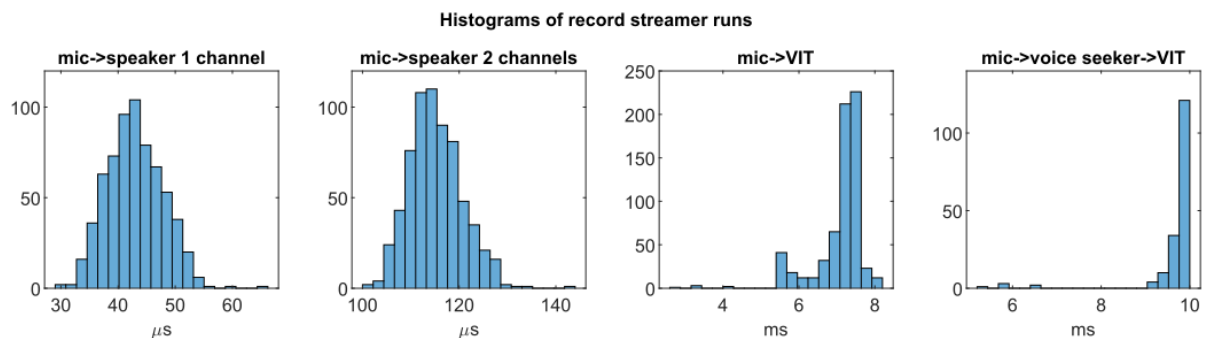 Histograms of record streamer runs
mic->speaker 1 channel
100
50
0
30 40 50 60
μs
mic->speaker 2 channels
100
50
0
100 120 140
μs
mic->VIT
250
200
150
100
50
0
4 6 8
ms
mic->voice seeker->VIT
100
50
0
6 8 10
ms